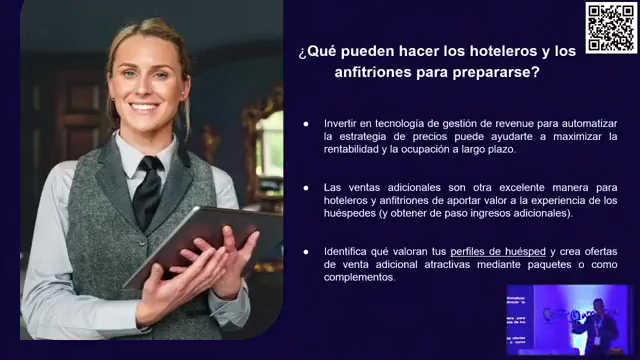 ¿Qué pueden hacer los hoteleros y los
anfitriones para prepararse?
● Invertir en tecnología de gestión de revenue para automatizar
la estrategia de precios puede ayudarte a maximizar la
rentabilidad y la ocupación a largo plazo.
● Las ventas adicionales son otra excelente manera para
hoteleros y anfitriones de aportar valor a la experiencia de los
huéspedes (y obtener de paso ingresos adicionales).
● Identifica qué valoran tus perfiles de huésped y crea ofertas
de venta adicional atractivas mediante paquetes o como
complementos.